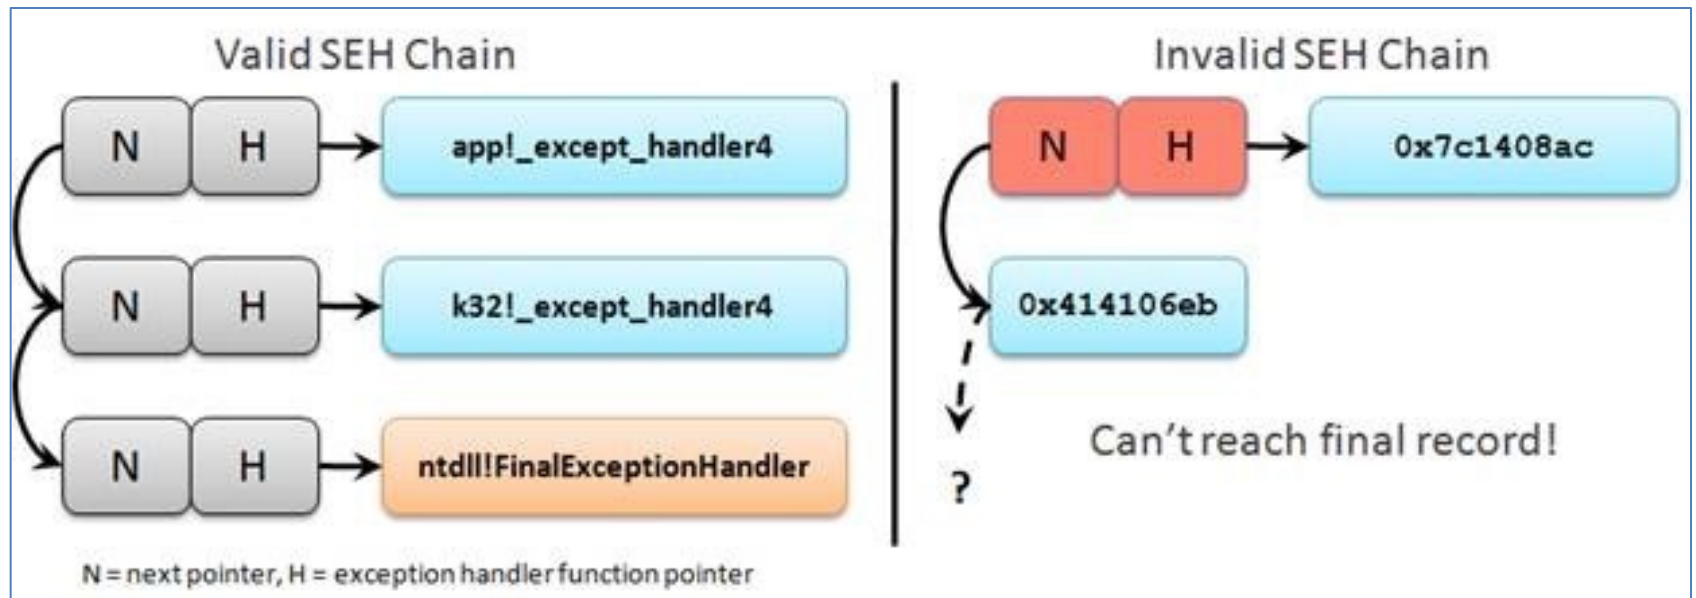 Valid SEH Chain
N H app!_except_handler4
N H k32!_except_handler4
N H ntdll!FinalExceptionHandler
N = next pointer, H = exception handler function pointer
Invalid SEH Chain
N H 0x7c1408ac
0x414106eb
Can't reach final record!
?